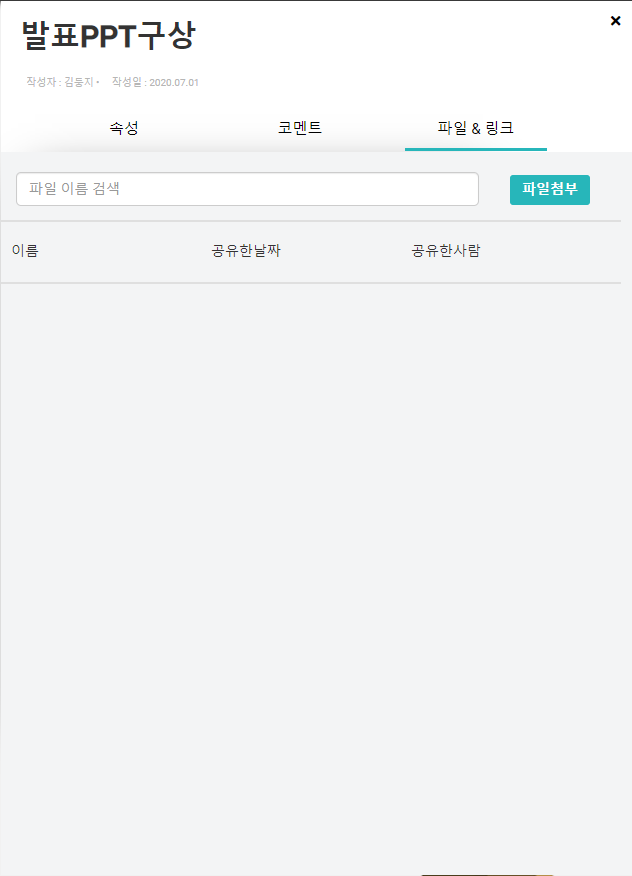 발표PPT구상
×
작성자 : 김둥지 • 작성일 : 2020.07.01
속성 코멘트 파일 & 링크
파일 이름 검색 파일첨부
이름 공유한날짜 공유한사람